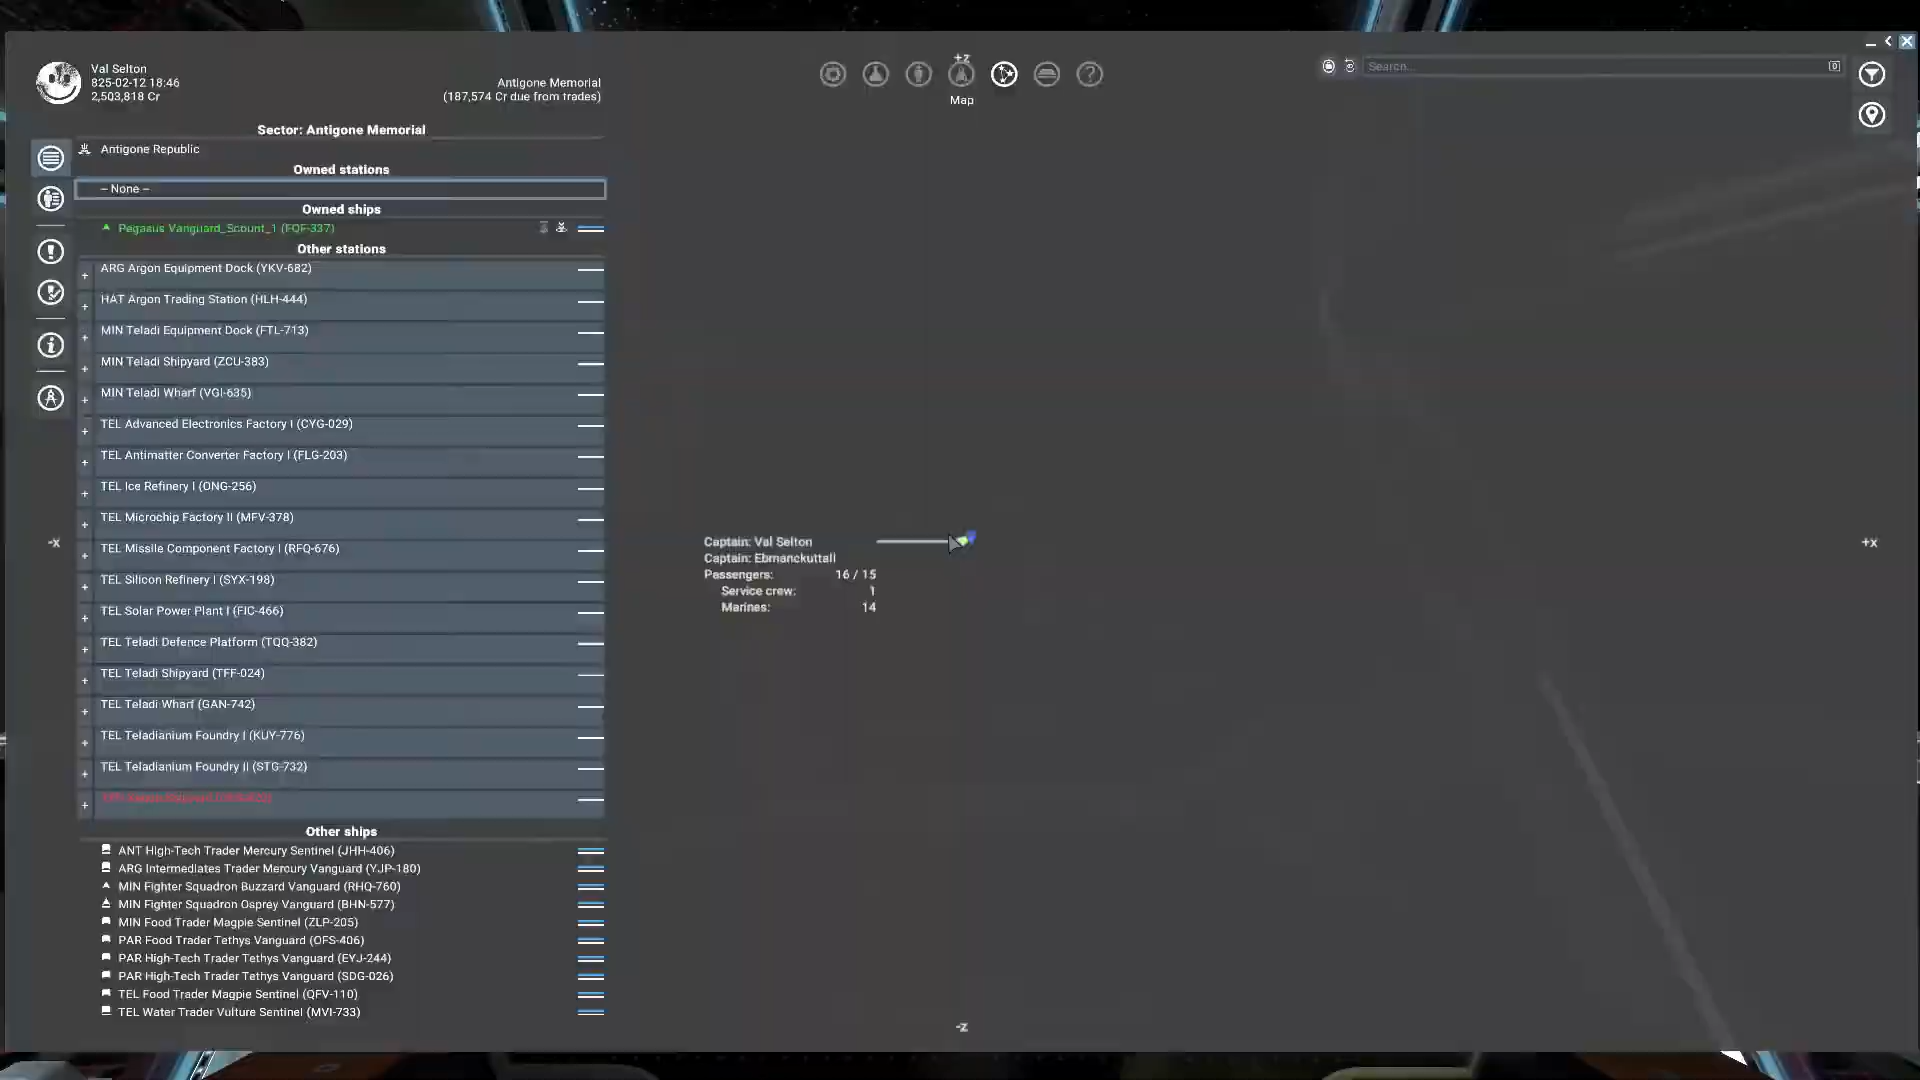 Val Selton
825-02-12 18:46
2,503,818 Cr
Antigone Memorial
(187,574 Cr due from trades)
+z
Map
Search...
Sector: Antigone Memorial
Antigone Republic
Owned stations
-- None --
Owned ships
Pegasus Vanguard_Scount_1 (FQF-337)
Other stations
ARG Argon Equipment Dock (YKV-682)
HAT Argon Trading Station (HLH-444)
MIN Teladi Equipment Dock (FTL-713)
MIN Teladi Shipyard (ZCU-383)
MIN Teladi Wharf (VGI-635)
TEL Advanced Electronics Factory I (CYG-029)
TEL Antimatter Converter Factory I (FLG-203)
TEL Ice Refinery I (ONG-256)
TEL Microchip Factory II (MFV-378)
TEL Missile Component Factory I (RFQ-676)
TEL Silicon Refinery I (SYX-198)
TEL Solar Power Plant I (FIC-466)
TEL Teladi Defence Platform (TQQ-382)
TEL Teladi Shipyard (TFF-024)
TEL Teladi Wharf (GAN-742)
TEL Teladianium Foundry I (KUY-776)
TEL Teladianium Foundry II (STG-732)
Other ships
ANT High-Tech Trader Mercury Sentinel (JHH-406)
ARG Intermediates Trader Mercury Vanguard (YJP-180)
MIN Fighter Squadron Buzzard Vanguard (RHQ-760)
MIN Fighter Squadron Osprey Vanguard (BHN-577)
MIN Food Trader Magpie Sentinel (ZLP-205)
PAR Food Trader Tethys Vanguard (OFS-406)
PAR High-Tech Trader Tethys Vanguard (EYJ-244)
PAR High-Tech Trader Tethys Vanguard (SDG-026)
TEL Food Trader Magpie Sentinel (QFV-110)
TEL Water Trader Vulture Sentinel (MVI-733)
-x
Captain: Val Selton
Captain: Ebmanckuttall
Passengers: 16 / 15
Service crew: 1
Marines: 14
+x
-z